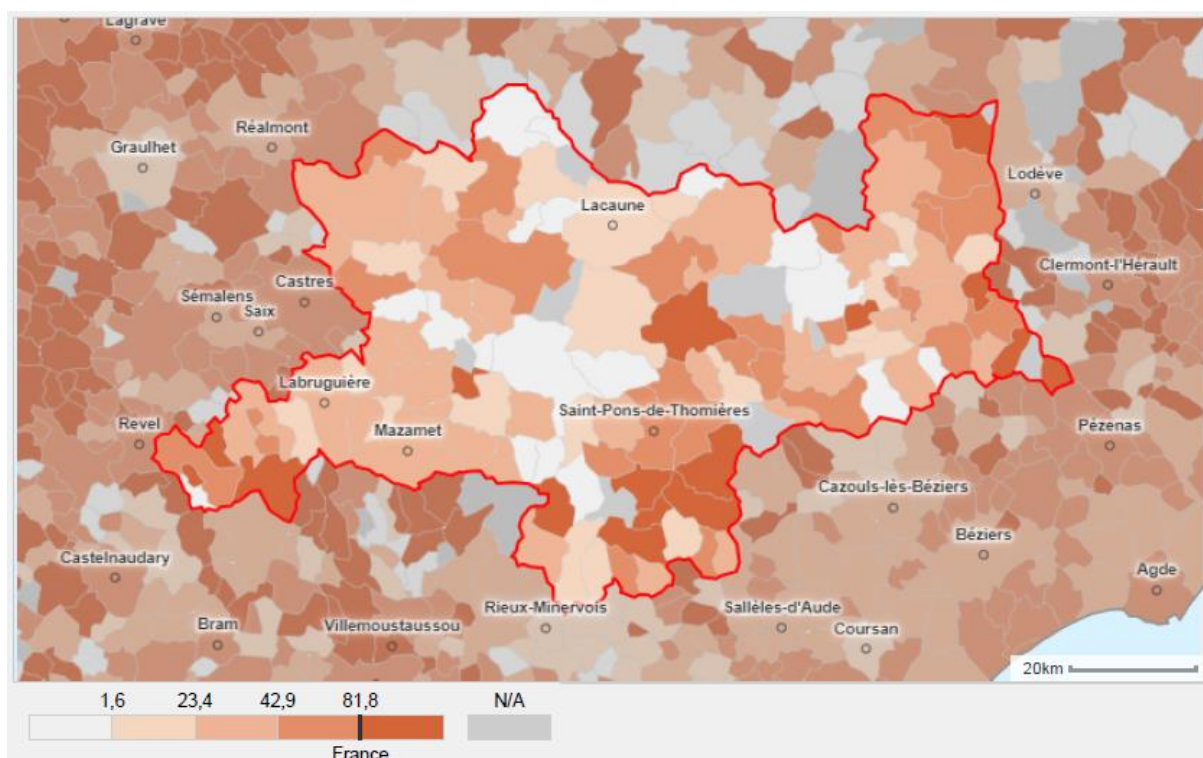 Lagrave
Réalmont
Graulhet
Lodève
Lacaune
Clermont-l'Hérault
Castres
Sémalens
Saïx
Labruguière
Revel
Saint-Pons-de-Thomières
Mazamet
Pézenas
Cazouls-lès-Béziers
Béziers
Castelnaudary
Agde
Rieux-Minervois
Sallèles-d'Aude
Bram
Villemoustaussou
Coursan
20km
1,6 23,4 42,9 81,8 N/A
France